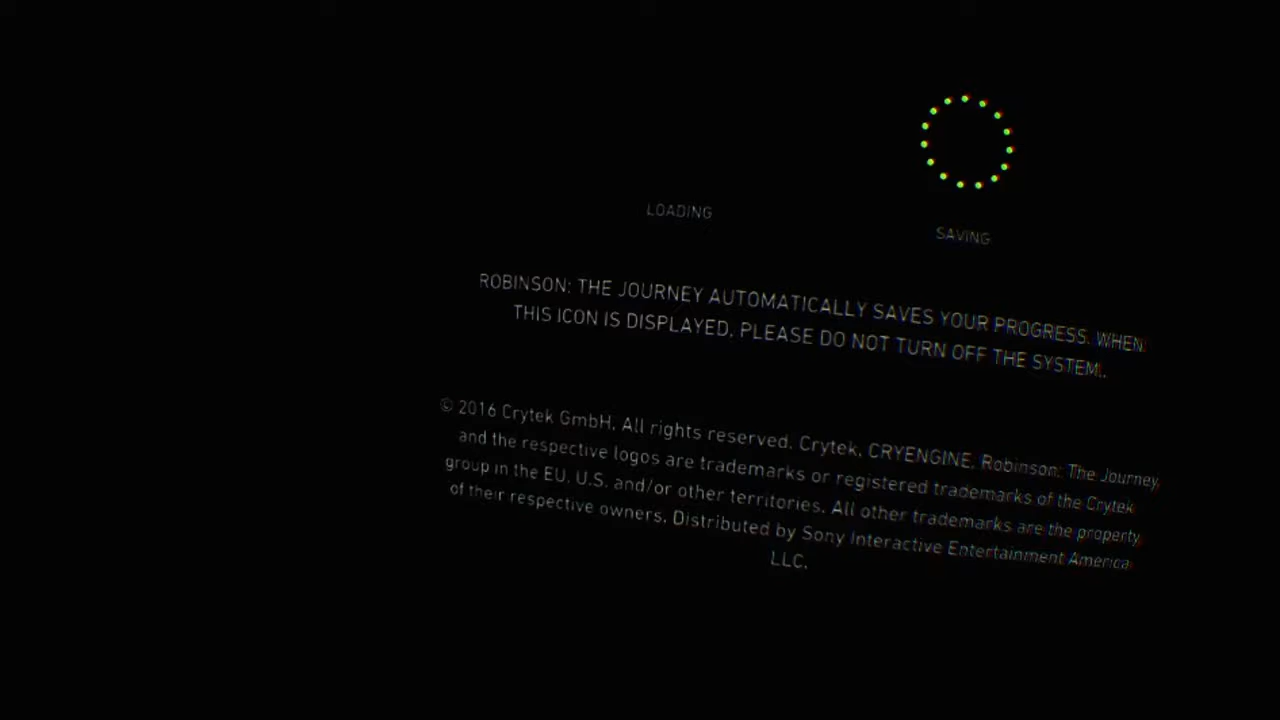 LOADING
SAVING
ROBINSON: THE JOURNEY AUTOMATICALLY SAVES YOUR PROGRESS. WHEN
THIS ICON IS DISPLAYED, PLEASE DO NOT TURN OFF THE SYSTEM.
© 2016 Crytek GmbH. All rights reserved. Crytek, CRYENGINE, Robinson: The Journey,
and the respective logos are trademarks or registered trademarks of the Crytek
group in the EU, U.S. and/or other territories. All other trademarks are the property
of their respective owners. Distributed by Sony Interactive Entertainment America
LLC.